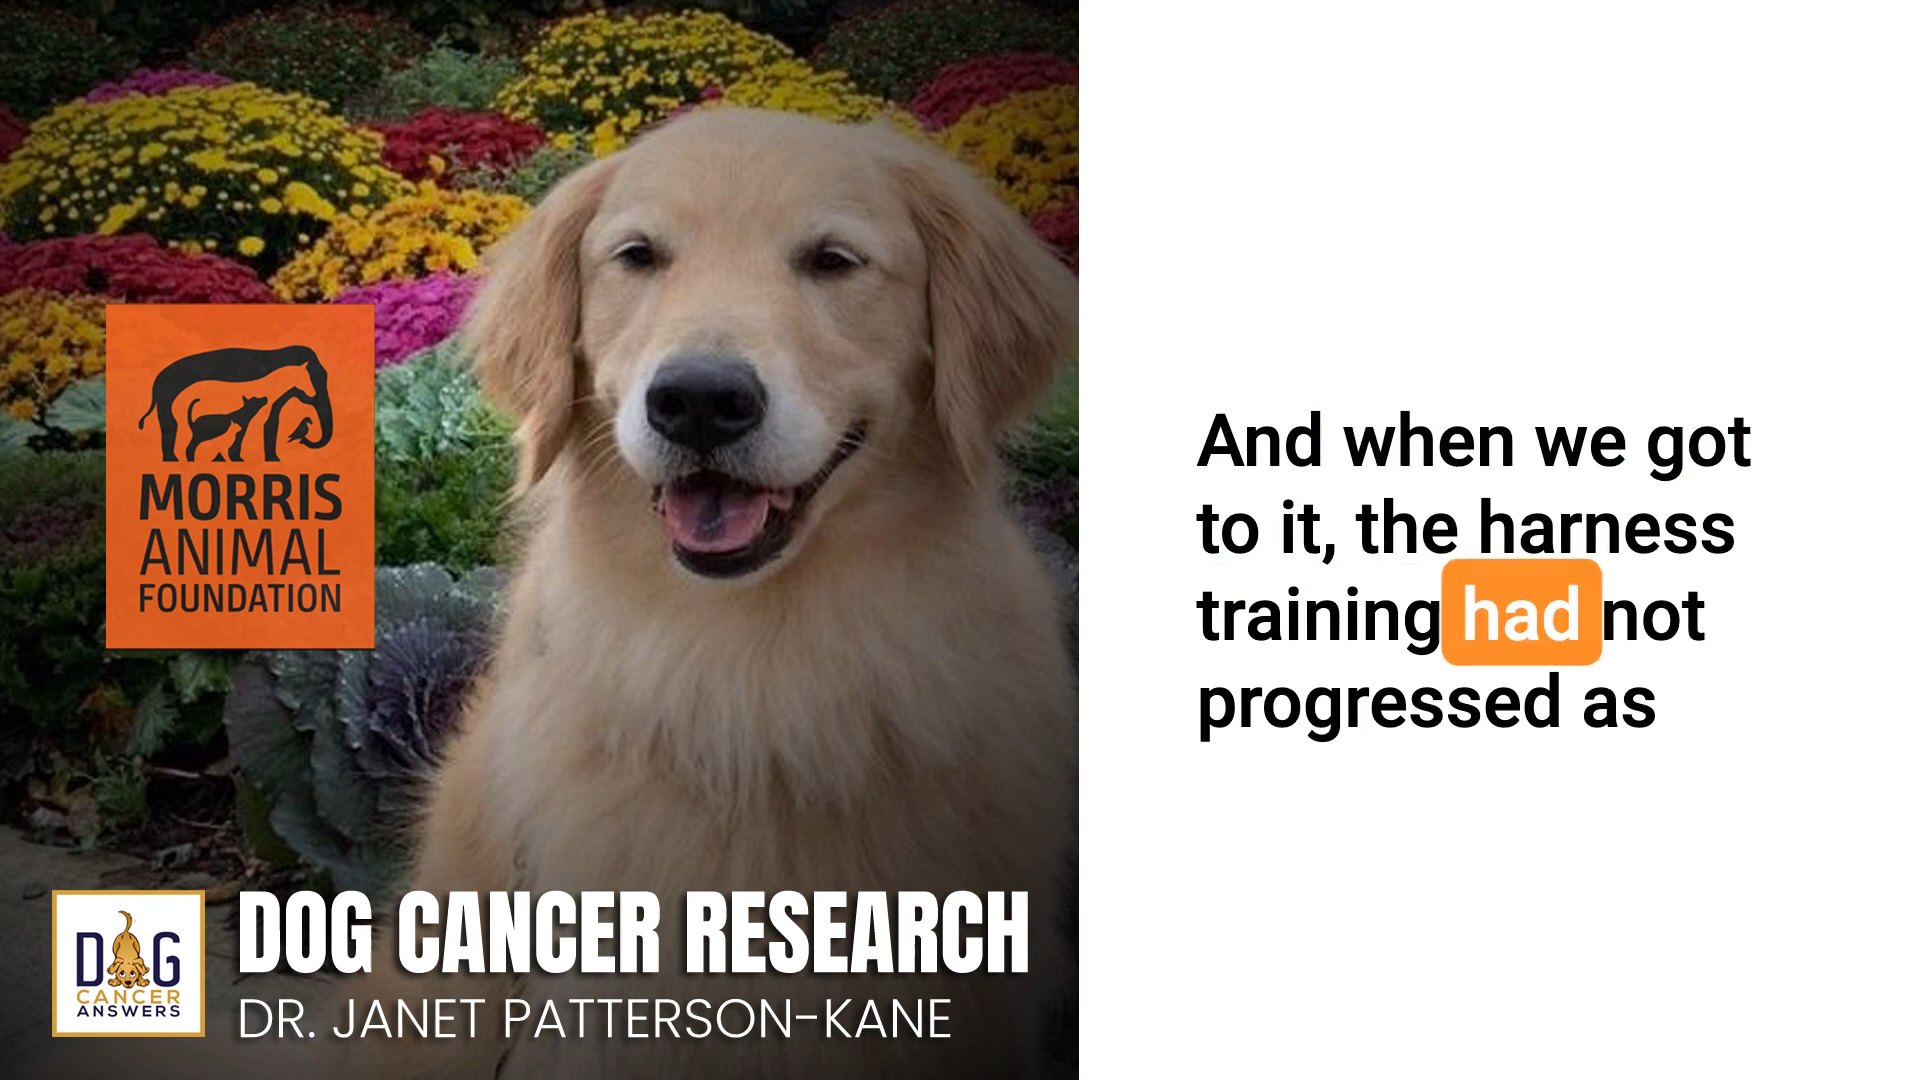 MORRIS
ANIMAL
FOUNDATION
DOG
CANCER
ANSWERS
DOG CANCER RESEARCH
DR. JANET PATTERSON-KANE
And when we got
to it, the harness
training had not
progressed as